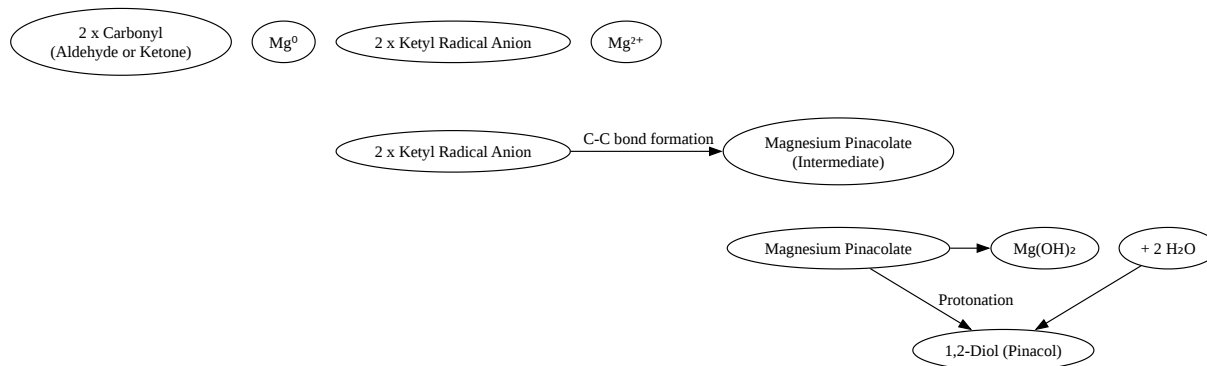 2 x Carbonyl
(Aldehyde or Ketone)
Mg⁰
2 x Ketyl Radical Anion
Mg²⁺
2 x Ketyl Radical Anion
C-C bond formation
Magnesium Pinacolate
(Intermediate)
Magnesium Pinacolate
Mg(OH)₂
+ 2 H₂O
Protonation
1,2-Diol (Pinacol)